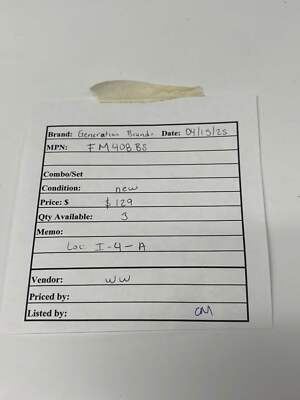 Brand: Generation Brands Date: 04/15/25
MPN: FM408BS
Combo/Set
Condition: new
Price: $ $129
Qty Available: 3
Memo:
Loc: I-4-A
Vendor: WW
Priced by:
Listed by: CM